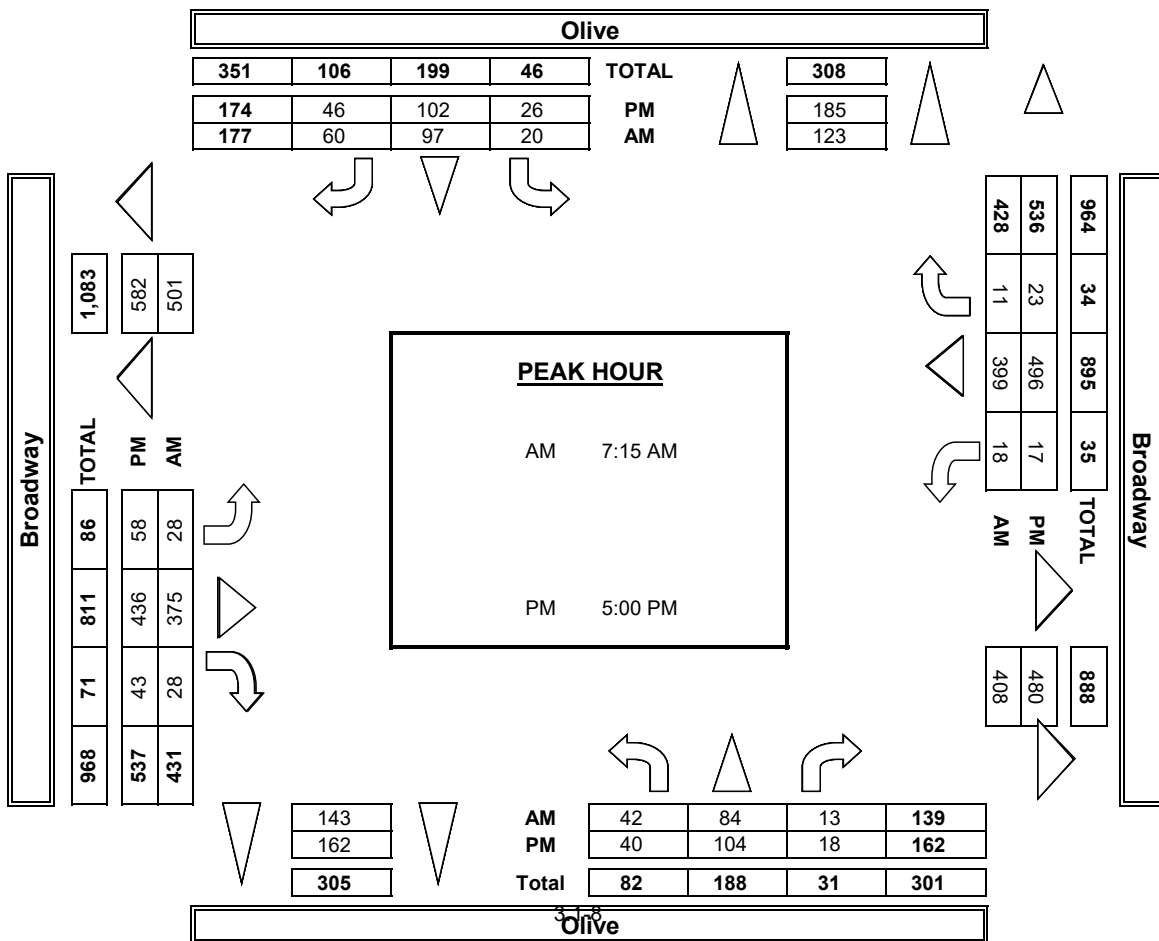 Olive
351 106 199 46 TOTAL 308
174 46 102 26 PM 185
177 60 97 20 AM 123
Broadway
1,083
582
501
TOTAL
PM
AM
86 58 28
811 436 375
71 43 28
968 537 431
PEAK HOUR
AM 7:15 AM
PM 5:00 PM
428 536 964
11 23 34
399 496 895
18 17 35
AM PM TOTAL
408 480 888
Broadway
143 AM 42 84 13 139
162 PM 40 104 18 162
305 Total 82 188 31 301
3-1-8
Olive